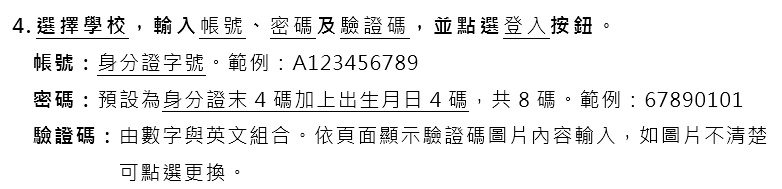 4. 選擇學校，輸入帳號、密碼及驗證碼，並點選登入按鈕。
帳號：身分證字號。範例：A123456789
密碼：預設為身分證末 4 碼加上出生月日 4 碼，共 8 碼。範例：67890101
驗證碼：由數字與英文組合。依頁面顯示驗證碼圖片內容輸入，如圖片不清楚
可點選更換。